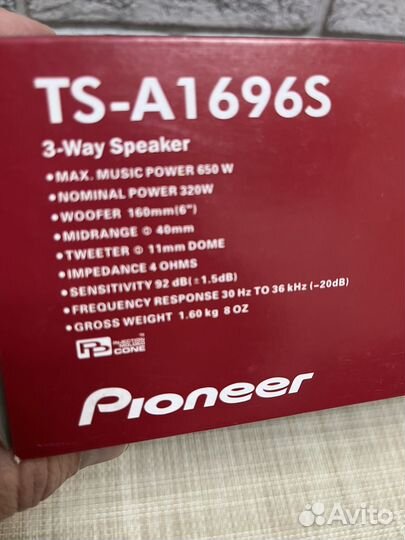 TS-A1696S
3-Way Speaker
• MAX. MUSIC POWER 650 W
• NOMINAL POWER 320W
• WOOFER 160mm(6")
• MIDRANGE Φ 40mm
• TWEETER Φ 11mm DOME
• IMPEDANCE 4 OHMS
• SENSITIVITY 92 dB(±1.5dB)
• FREQUENCY RESPONSE 30 Hz TO 36 kHz (-20dB)
• GROSS WEIGHT 1.60 kg 8 OZ
INJECTION
MOLDED
CONE
Pioneer
Avito